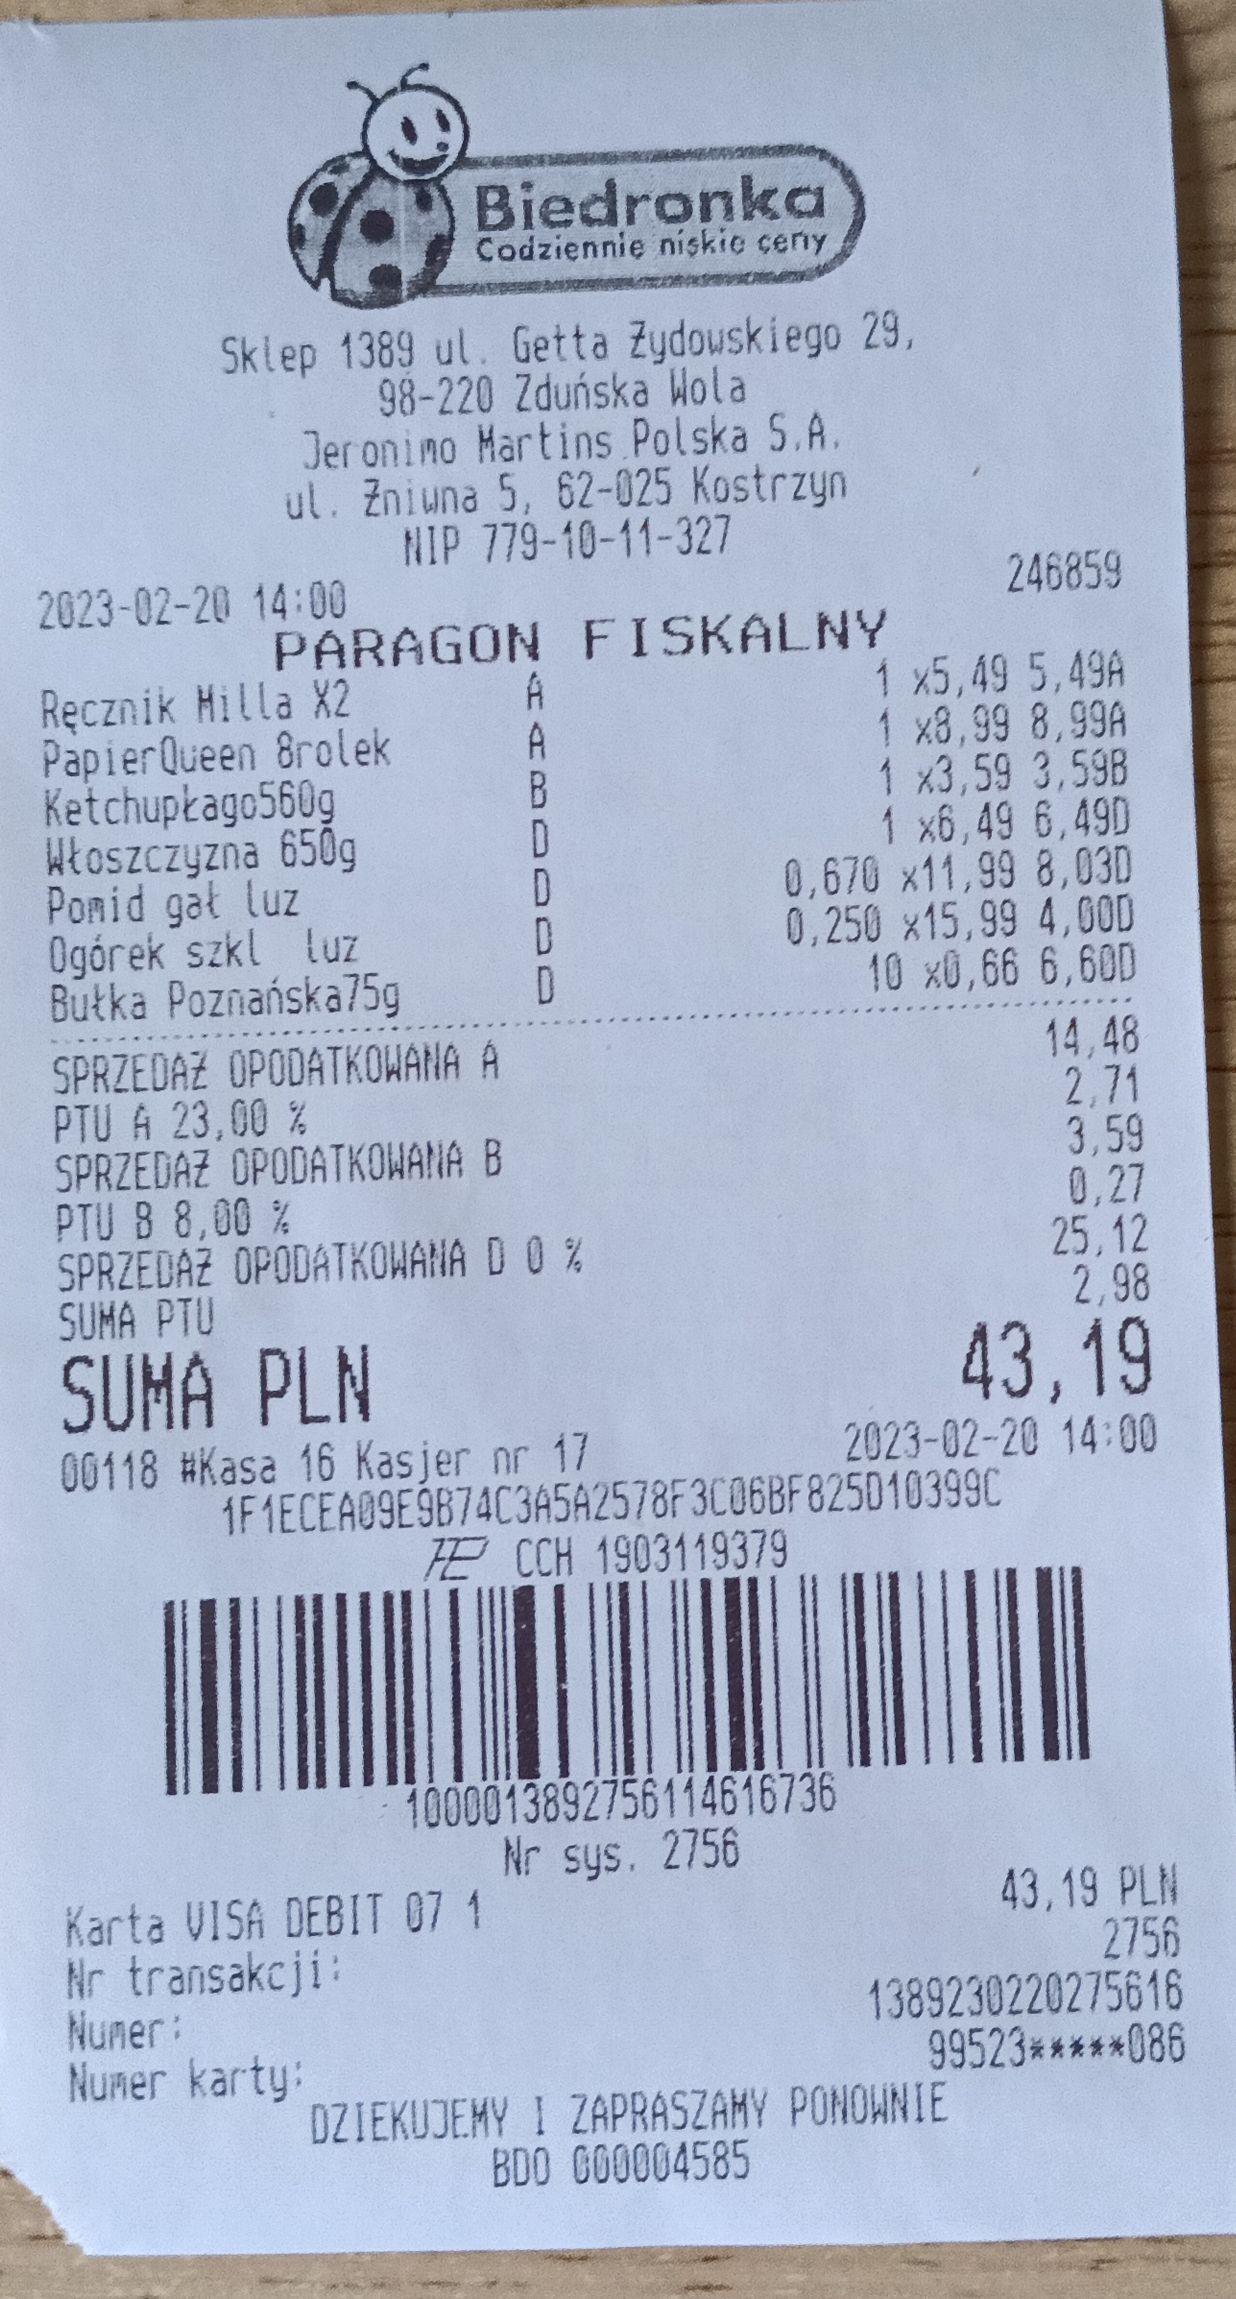 Biedronka
Codziennie niskie ceny
Sklep 1389 ul. Getta Żydowskiego 29,
98-220 Zduńska Wola
Jeronimo Martins Polska S.A.
ul. Żniwna 5, 62-025 Kostrzyn
NIP 779-10-11-327
2023-02-20 14:00 246859
PARAGON FISKALNY
Ręcznik Milla X2 A 1 x5,49 5,49A
PapierQueen 8rolek A 1 x8,99 8,99A
KetchupŁago560g B 1 x3,59 3,59B
Włoszczyzna 650g D 1 x6,49 6,49D
Pomid gał luz D 0,670 x11,99 8,03D
Ogórek szkl luz D 0,250 x15,99 4,00D
Bułka Poznańska75g D 10 x0,66 6,60D
SPRZEDAŻ OPODATKOWANA A 14,48
PTU A 23,00 % 2,71
SPRZEDAŻ OPODATKOWANA B 3,59
PTU B 8,00 % 0,27
SPRZEDAŻ OPODATKOWANA D 0 % 25,12
SUMA PTU 2,98
SUMA PLN 43,19
00118 #Kasa 16 Kasjer nr 17 2023-02-20 14:00
1F1ECEA09E9B74C3A5A2578F3C06BF825D10399C
CCH 1903119379
1000013892756114616736
Nr sys. 2756
Karta VISA DEBIT 07 1 43,19 PLN
Nr transakcji: 2756
Numer: 1389230220275616
Numer karty: 99523*****086
DZIEKUJEMY I ZAPRASZAMY PONOWNIE
BDO 000004585